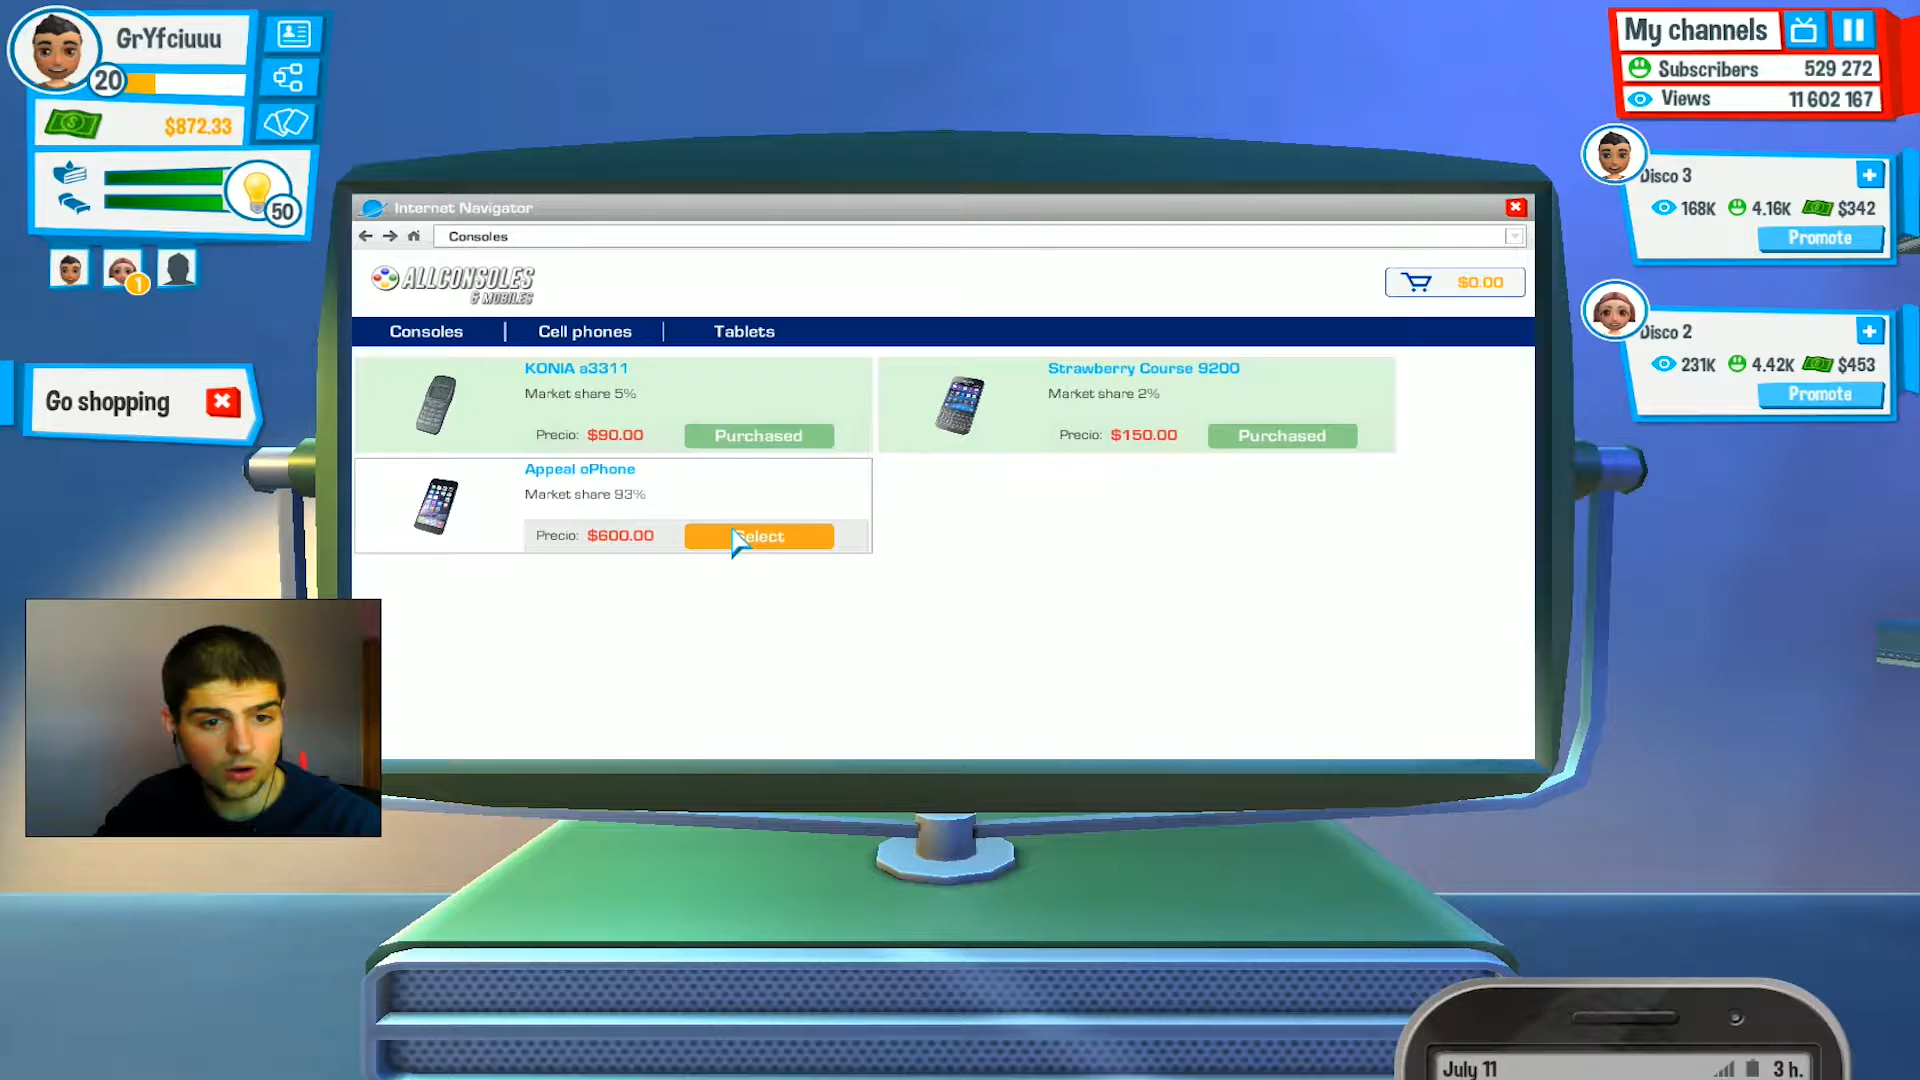 GrYfciuuu
20
$872.33
50
1
Go shopping
My channels
Subscribers 529 272
Views 11 602 167
Disco 3
168K 4.16K $342
Promote
Disco 2
231K 4.42K $453
Promote
Internet Navigator
Consoles
ALLCONSOLES
& MOBILES
$0.00
Consoles | Cell phones | Tablets
KONIA a3311
Market share 5%
Precio: $90.00 Purchased
Strawberry Course 9200
Market share 2%
Precio: $150.00 Purchased
Appeal oPhone
Market share 93%
Precio: $600.00 Select
July 11 3 h.